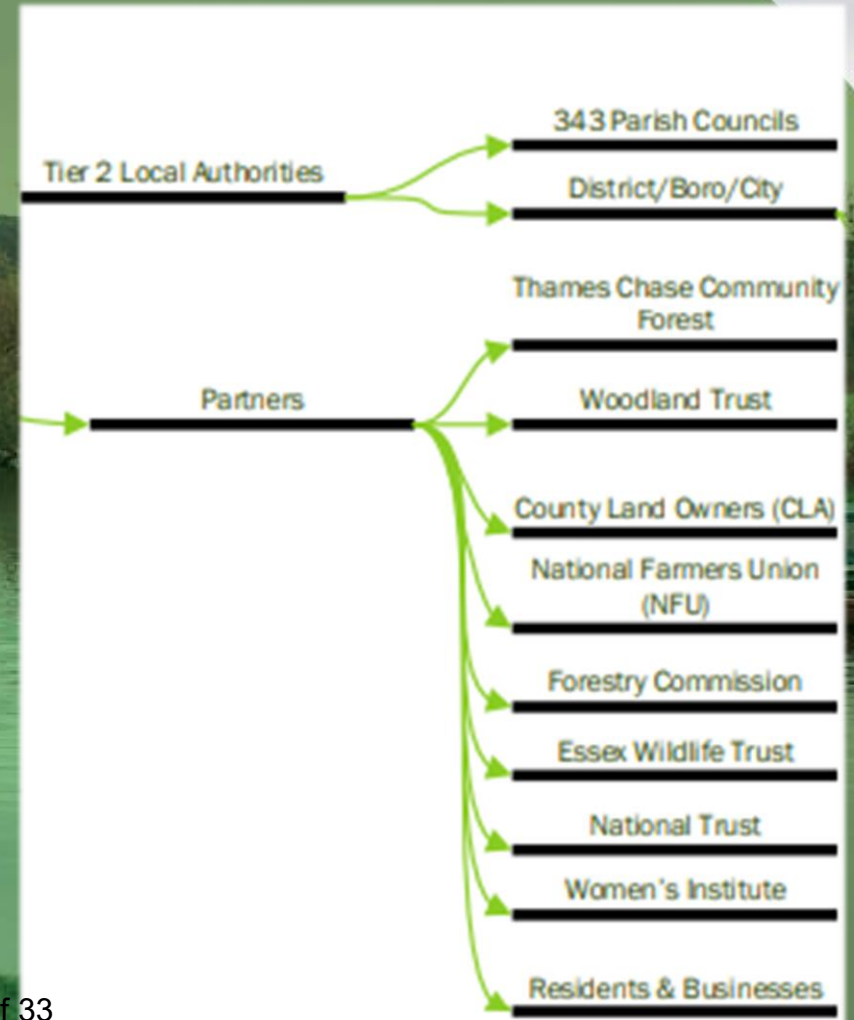 343 Parish Councils
Tier 2 Local Authorities
District/Boro/City
Thames Chase Community
Forest
Partners
Woodland Trust
County Land Owners (CLA)
National Farmers Union
(NFU)
Forestry Commission
Essex Wildlife Trust
National Trust
Women's Institute
Residents & Businesses
f 33